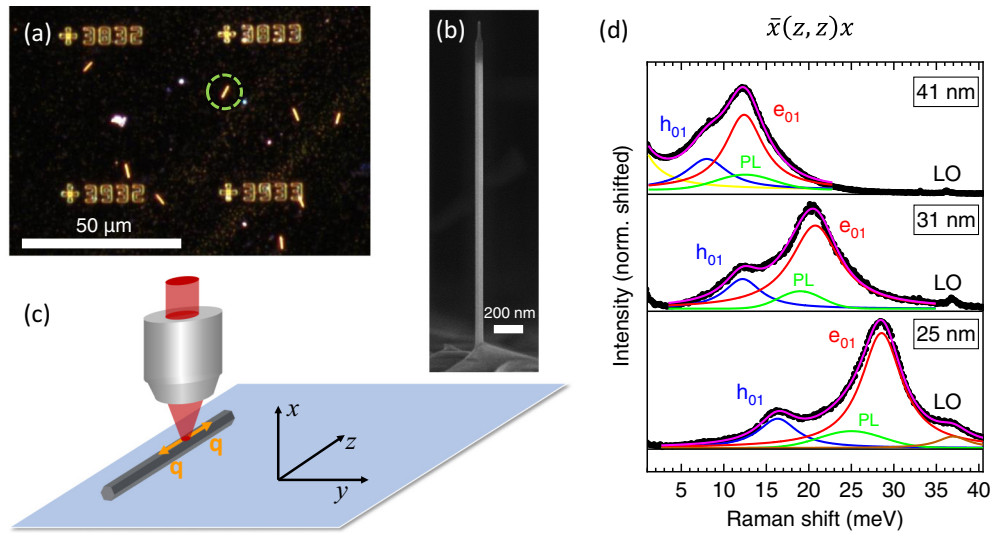 (a)
3832
3833
3932
3933
50 µm
(b)
200 nm
(c)
q
q
x
z
y
(d)
x̄(z, z)x
Intensity (norm. shifted)
41 nm
h01
e01
PL
LO
31 nm
h01
e01
PL
LO
25 nm
h01
e01
PL
LO
5 10 15 20 25 30 35 40
Raman shift (meV)